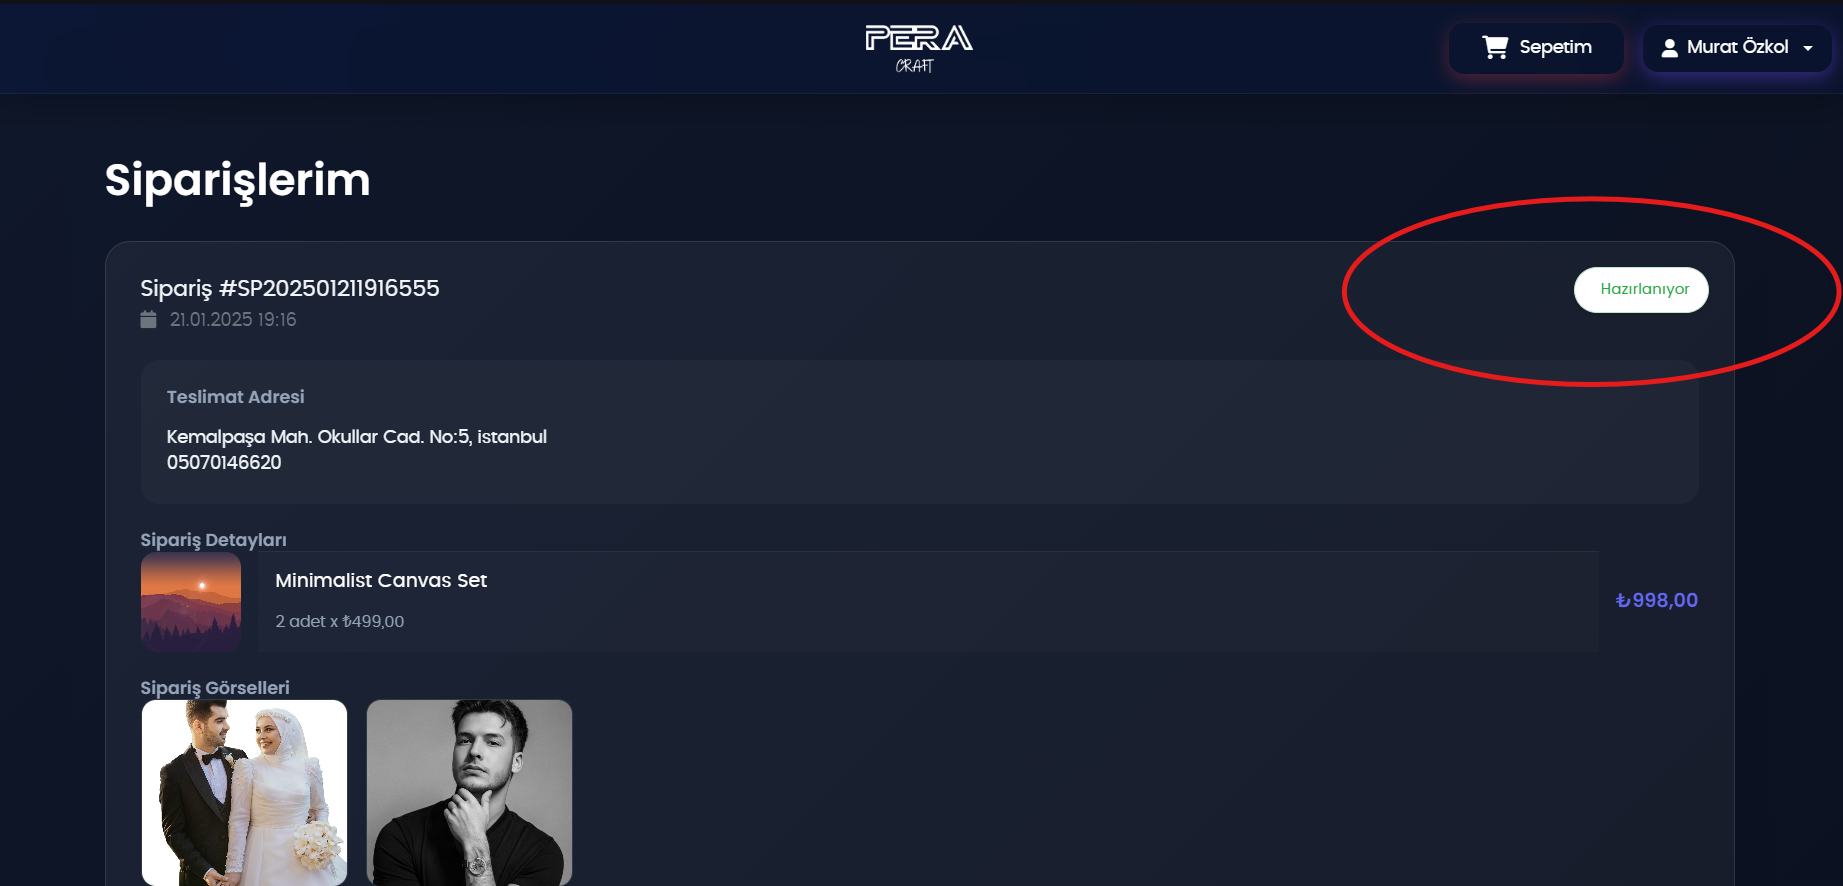 PERA
CRAFT
Sepetim
Murat Özkol
Siparişlerim
Sipariş #SP202501211916555
Hazırlanıyor
21.01.2025 19:16
Teslimat Adresi
Kemalpaşa Mah. Okullar Cad. No:5, istanbul
05070146620
Sipariş Detayları
Minimalist Canvas Set
2 adet x ₺499,00
₺998,00
Sipariş Görselleri